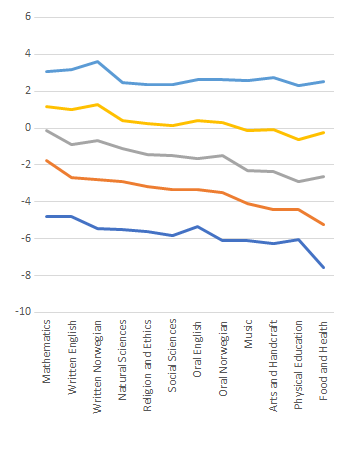 6
4
2
0
-2
-4
-6
-8
-10
Mathematics
Written English
Written Norwegian
Natural Sciences
Religion and Ethics
Social Sciences
Oral English
Oral Norwegian
Music
Arts and Handcraft
Physical Education
Food and Health